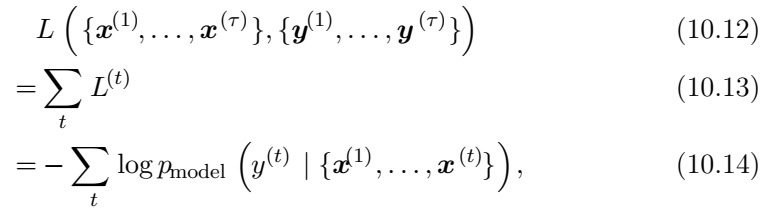 L ( {x^(1), . . . , x^(τ)}, {y^(1), . . . , y^(τ)} ) (10.12)
= ∑_t L^(t) (10.13)
= − ∑_t log p_model ( y^(t) | {x^(1), . . . , x^(t)} ) , (10.14)